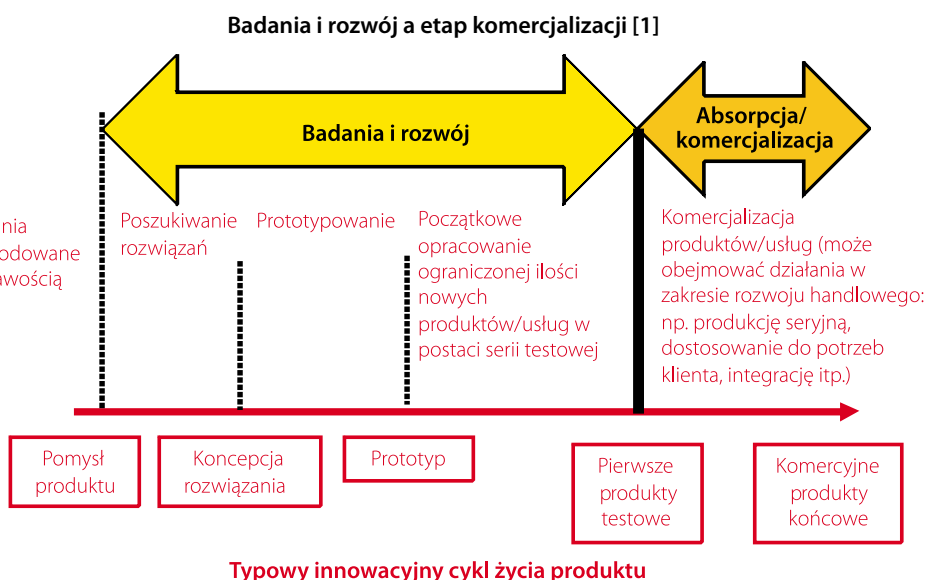 Badania i rozwój a etap komercjalizacji [1]
Badania i rozwój
Absorpcja/
komercjalizacja
Poszukiwanie
rozwiązań
Prototypowanie
Początkowe
opracowanie
ograniczonej ilości
nowych
produktów/usług w
postaci serii testowej
Komercjalizacja
produktów/usług (może
obejmować działania w
zakresie rozwoju handlowego:
np. produkcję seryjną,
dostosowanie do potrzeb
klienta, integrację itp.)
Pomysł
produktu
Koncepcja
rozwiązania
Prototyp
Pierwsze
produkty
testowe
Komercyjne
produkty
końcowe
Typowy innowacyjny cykl życia produktu